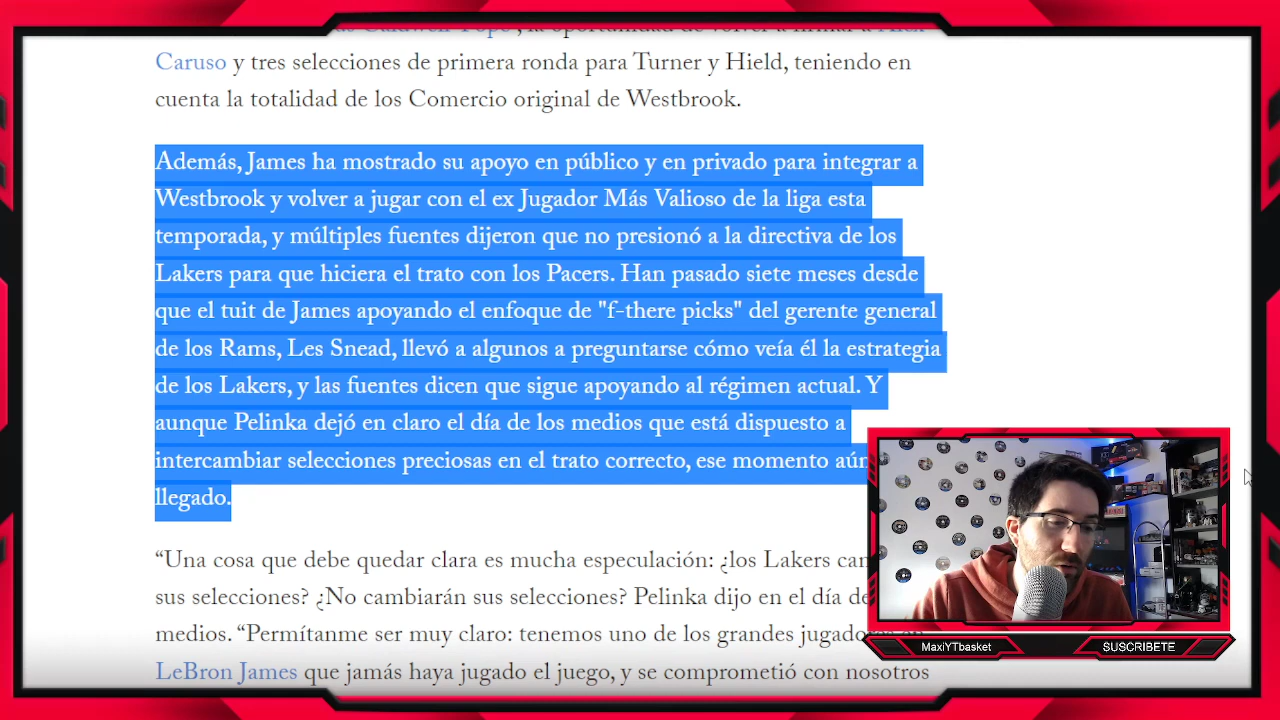 Caldwell-Pope, la oportunidad de volver a firmar a Alex
Caruso y tres selecciones de primera ronda para Turner y Hield, teniendo en
cuenta la totalidad de los Comercio original de Westbrook.
Además, James ha mostrado su apoyo en público y en privado para integrar a
Westbrook y volver a jugar con el ex Jugador Más Valioso de la liga esta
temporada, y múltiples fuentes dijeron que no presionó a la directiva de los
Lakers para que hiciera el trato con los Pacers. Han pasado siete meses desde
que el tuit de James apoyando el enfoque de "f-there picks" del gerente general
de los Rams, Les Snead, llevó a algunos a preguntarse cómo veía él la estrategia
de los Lakers, y las fuentes dicen que sigue apoyando al régimen actual. Y
aunque Pelinka dejó en claro el día de los medios que está dispuesto a
intercambiar selecciones preciosas en el trato correcto, ese momento aún
llegado.
“Una cosa que debe quedar clara es mucha especulación: ¿los Lakers
sus selecciones? ¿No cambiarán sus selecciones? Pelinka dijo en el día de
medios. “Permítanme ser muy claro: tenemos uno de los grandes jugadores en
LeBron James que jamás haya jugado el juego, y se comprometió con nosotros
MaxiYTbasket
SUSCRIBETE